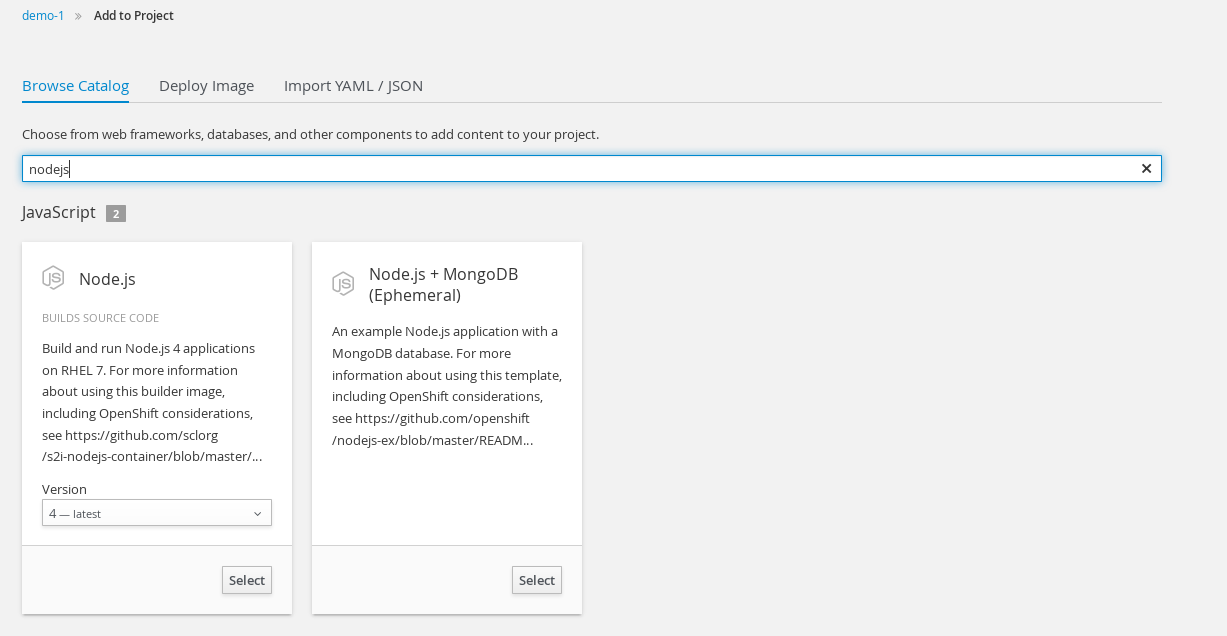 demo-1 » Add to Project
Browse Catalog Deploy Image Import YAML / JSON
Choose from web frameworks, databases, and other components to add content to your project.
nodejs ×
JavaScript 2
JS Node.js
BUILDS SOURCE CODE
Build and run Node.js 4 applications
on RHEL 7. For more information
about using this builder image,
including OpenShift considerations,
see https://github.com/sclorg
/s2i-nodejs-container/blob/master/...
Version
4 — latest
Select
JS Node.js + MongoDB
(Ephemeral)
An example Node.js application with a
MongoDB database. For more
information about using this template,
including OpenShift considerations,
see https://github.com/openshift
/nodejs-ex/blob/master/READM...
Select